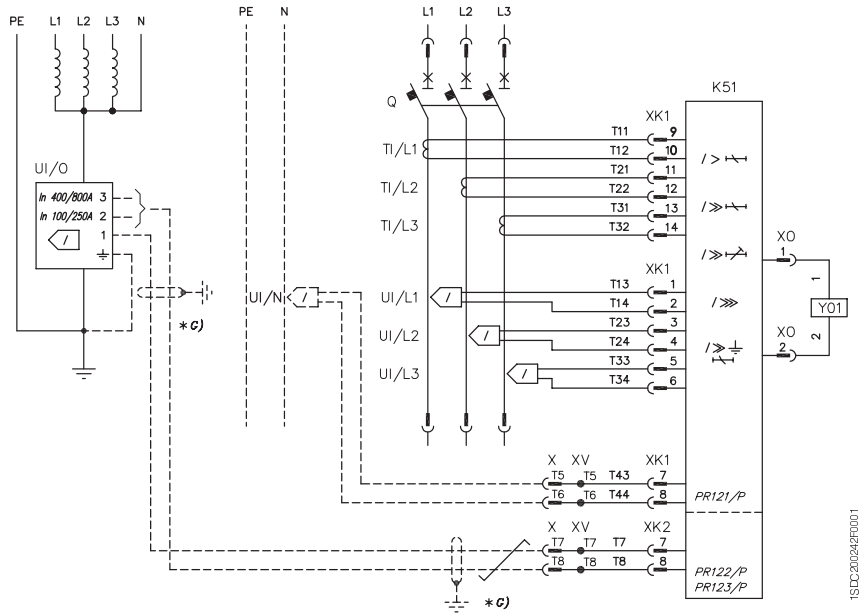 PE L1 L2 L3 N
PE N
L1 L2 L3
K51
Q
XK1
T11 9
TI/L1 T12 10
T21 11
TI/L2 T22 12
T31 13
TI/L3 T32 14
I>
I≫
I≫
I⋙
I≫
UI/O
In 400/800A 3
In 100/250A 2
1
I
*G)
UI/N I
XK1
UI/L1 I T13 1
T14 2
UI/L2 I T23 3
T24 4
UI/L3 I T33 5
T34 6
XO
1
1
Y01
2
XO
2
X XV XK1
T5 T5 T43 7
T6 T6 T44 8
PR121/P
X XV XK2
T7 T7 T7 7
T8 T8 T8 8
PR122/P
PR123/P
*G)
1SDC200242F0001